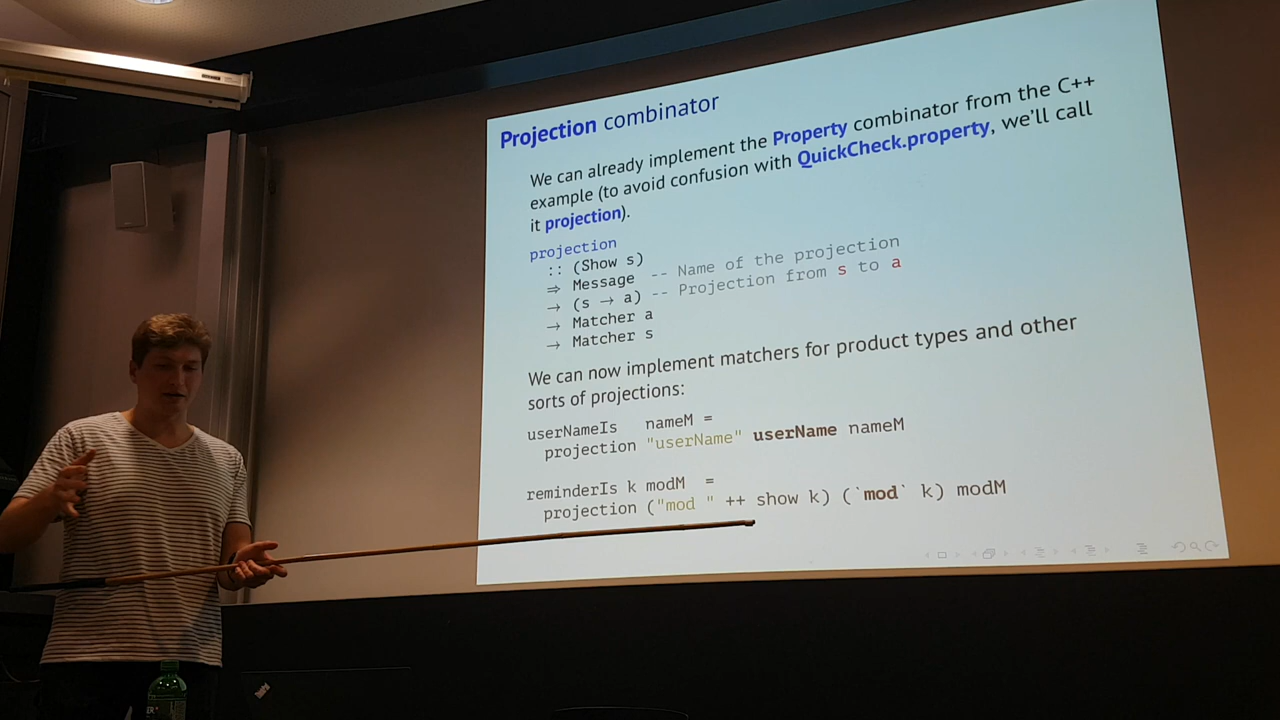 Projection combinator
We can already implement the Property combinator from the C++
example (to avoid confusion with QuickCheck.property, we'll call
it projection).
projection
:: (Show s)
⇒ Message -- Name of the projection
→ (s → a) -- Projection from s to a
→ Matcher a
→ Matcher s
We can now implement matchers for product types and other
sorts of projections:
userNameIs nameM =
projection "userName" userName nameM
reminderIs k modM =
projection ("mod " ++ show k) (`mod` k) modM